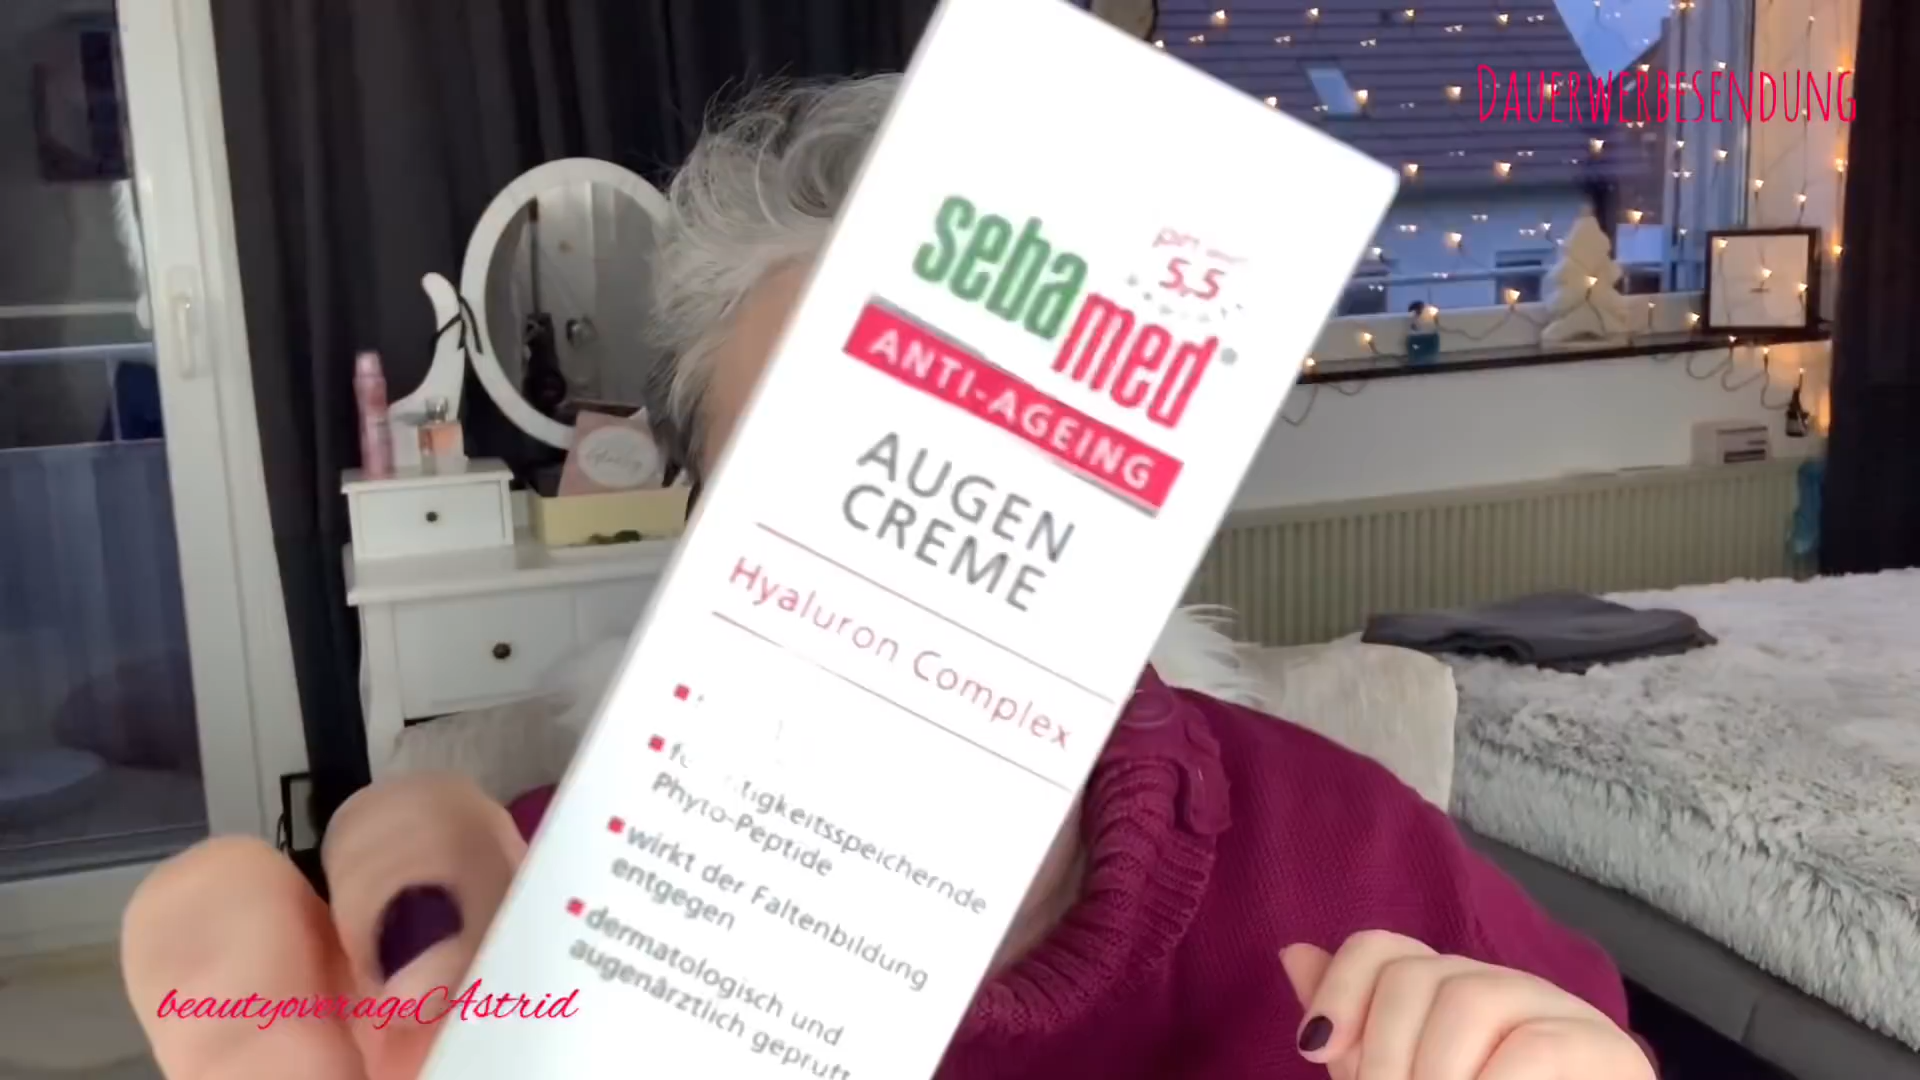 DAUERWERBESENDUNG
sebamed®
5.5
ANTI-AGEING
AUGEN
CREME
Hyaluron Complex
Phyto-Peptide
wirkt der Faltenbildung
entgegen
dermatologisch und
augenärztlich geprüft
beautyoverageAstrid